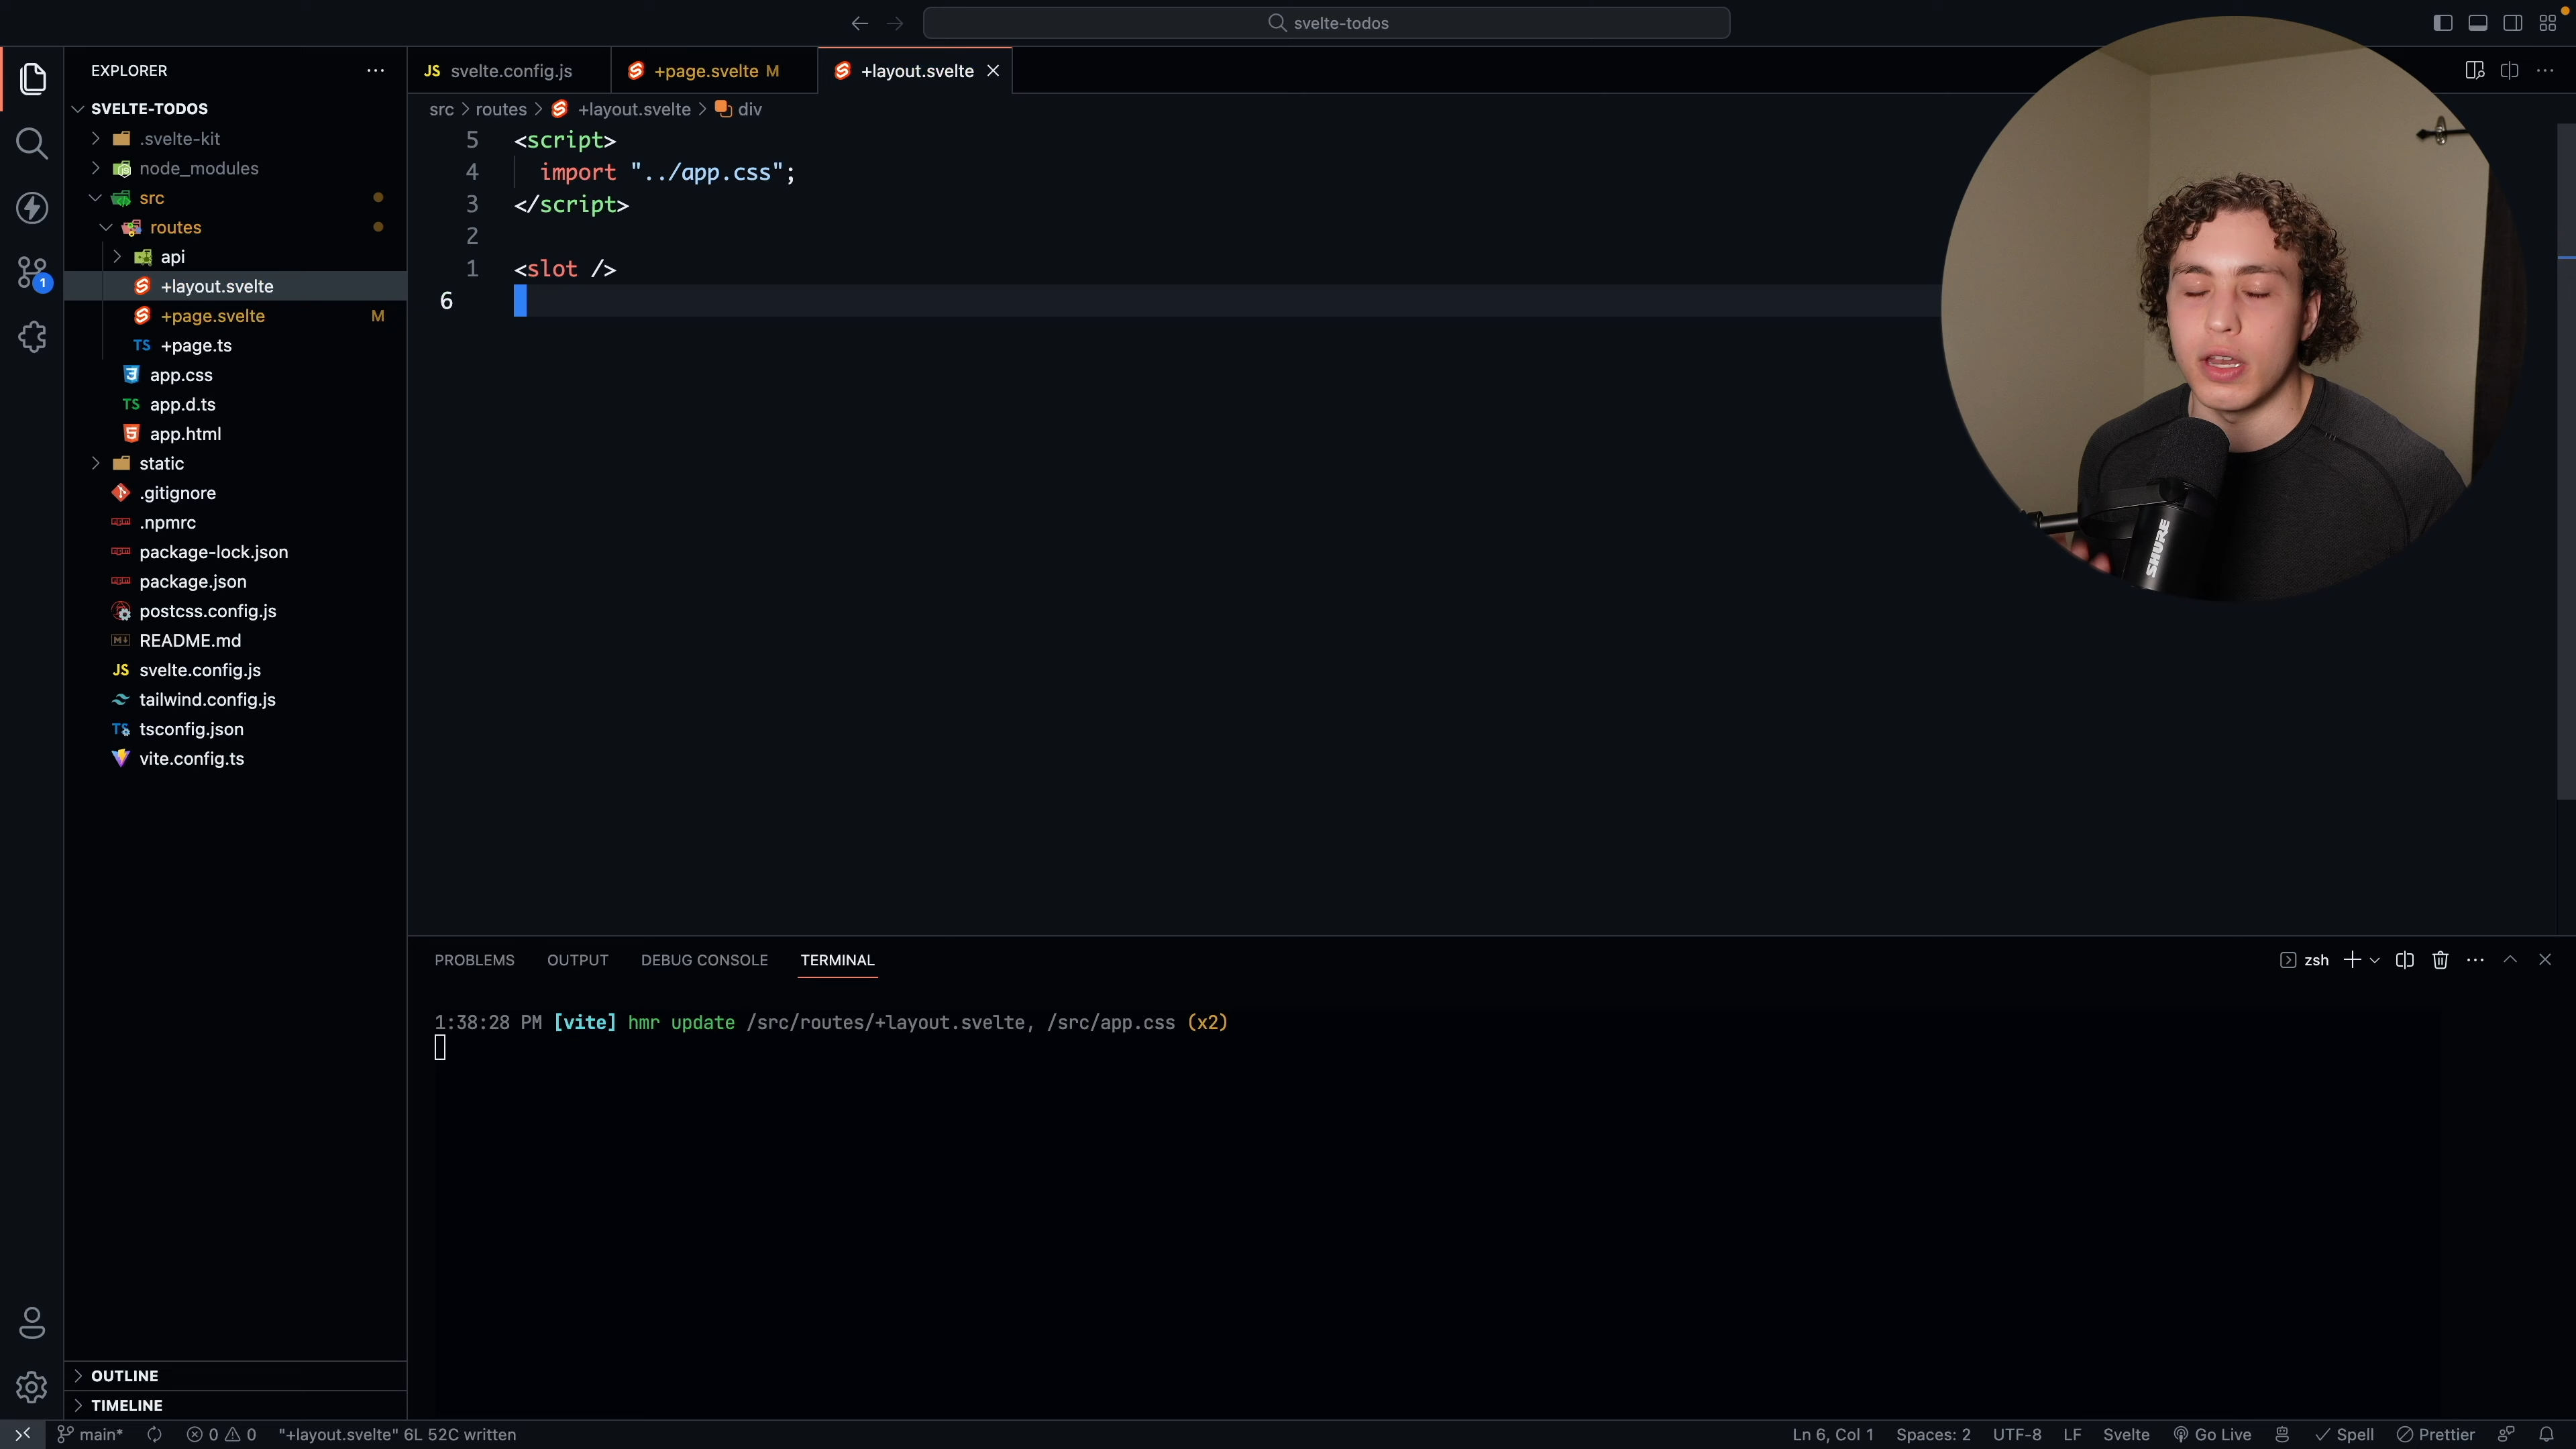 svelte-todos
EXPLORER
SVELTE-TODOS
.svelte-kit
node_modules
src
routes
api
+layout.svelte
+page.svelte M
TS +page.ts
app.css
TS app.d.ts
app.html
static
.gitignore
.npmrc
package-lock.json
package.json
postcss.config.js
README.md
JS svelte.config.js
tailwind.config.js
TS tsconfig.json
vite.config.ts
OUTLINE
TIMELINE
1
JS svelte.config.js
+page.svelte M
+layout.svelte
src > routes > +layout.svelte > div
5 <script>
4 import "../app.css";
3 </script>
2
1 <slot />
6
SHURE
PROBLEMS OUTPUT DEBUG CONSOLE TERMINAL
zsh
1:38:28 PM [vite] hmr update /src/routes/+layout.svelte, /src/app.css (x2)
main* 0 0 "+layout.svelte" 6L 52C written
Ln 6, Col 1 Spaces: 2 UTF-8 LF Svelte Go Live Spell Prettier